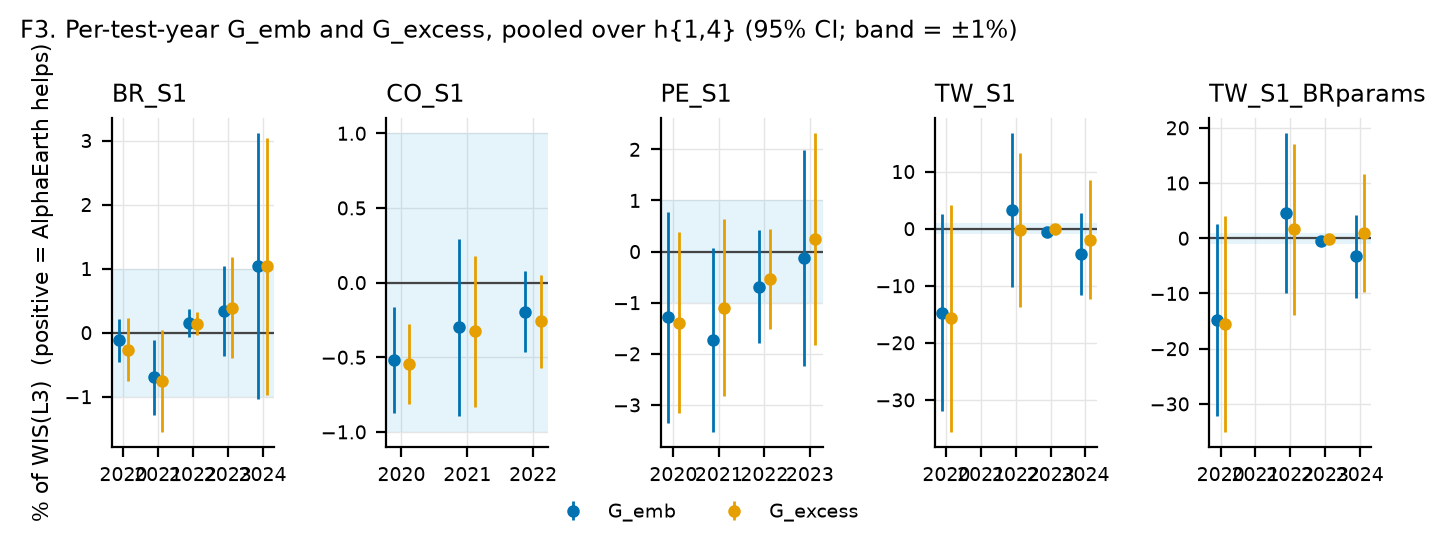 F3. Per-test-year G_emb and G_excess, pooled over h{1,4} (95% CI; band = ±1%)
% of WIS(L3) (positive = AlphaEarth helps)
BR_S1
3
2
1
0
−1
2020 2021 2022 2023 2024
CO_S1
1.0
0.5
0.0
−0.5
−1.0
2020 2021 2022
PE_S1
2
1
0
−1
−2
−3
2020 2021 2022 2023
TW_S1
10
0
−10
−20
−30
2020 2021 2022 2023 2024
TW_S1_BRparams
20
10
0
−10
−20
−30
2020 2021 2022 2023 2024
G_emb G_excess